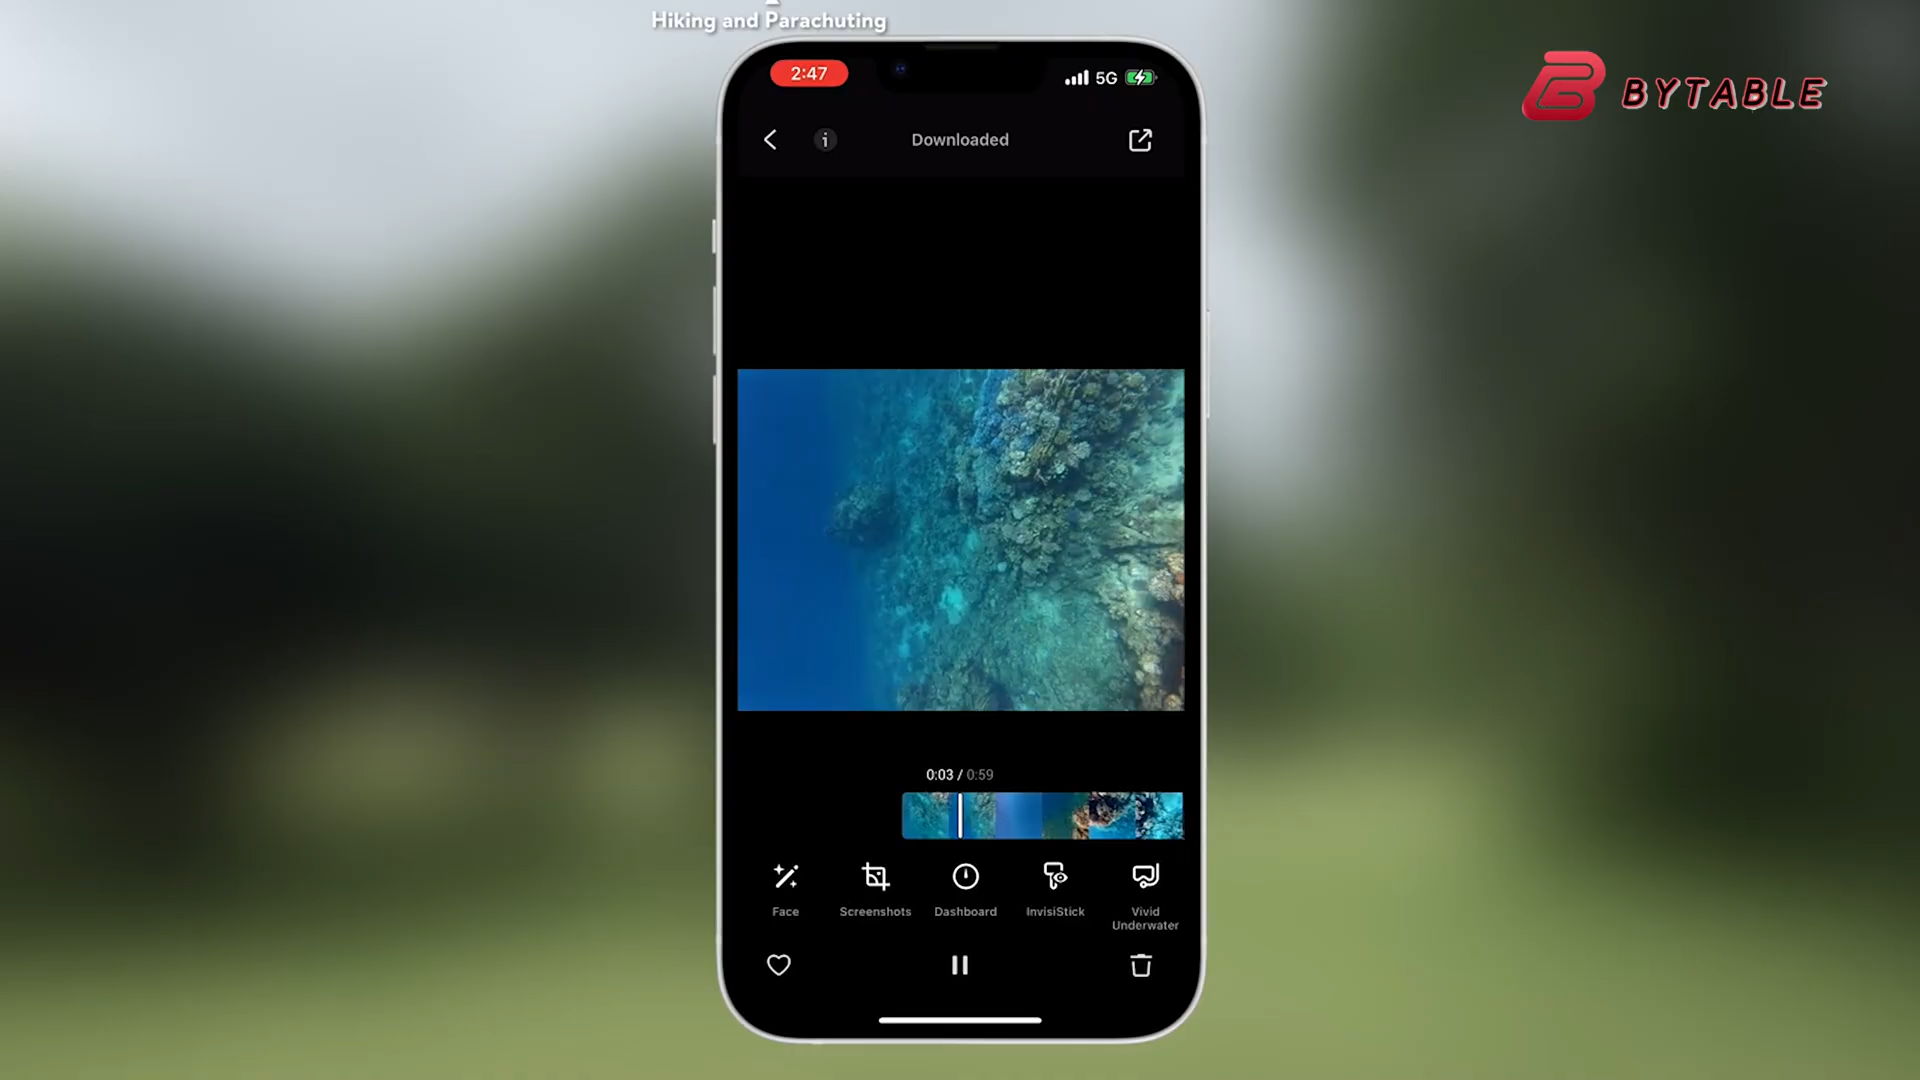 Hiking and Parachuting
2:47
5G
BYTABLE
Downloaded
0:03 / 0:59
Face
Screenshots
Dashboard
InvisiStick
Vivid
Underwater